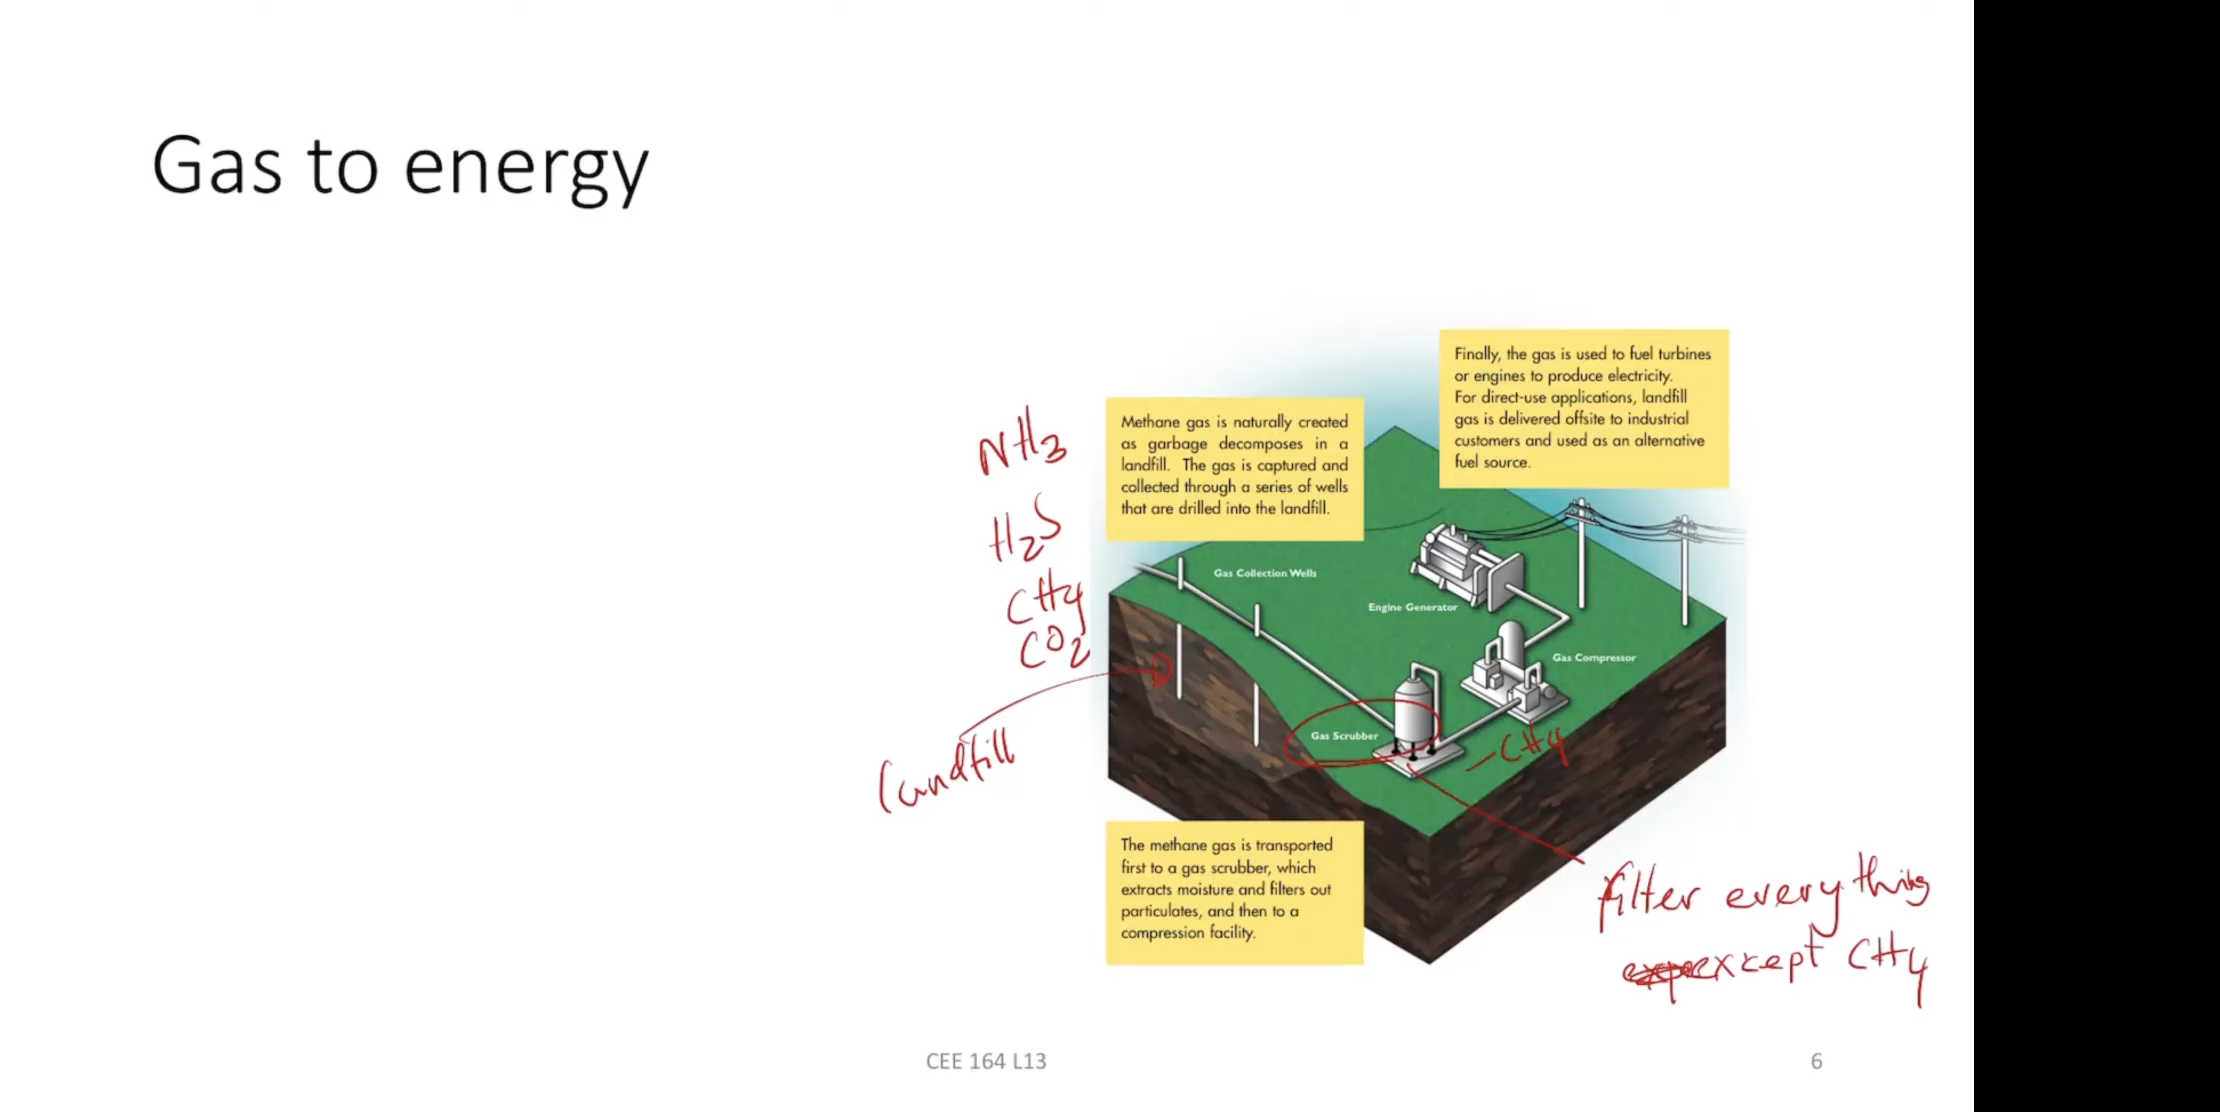 Gas to energy
Finally, the gas is used to fuel turbines
or engines to produce electricity.
For direct-use applications, landfill
gas is delivered offsite to industrial
customers and used as an alternative
fuel source.
Methane gas is naturally created
as garbage decomposes in a
landfill. The gas is captured and
collected through a series of wells
that are drilled into the landfill.
NH3
H2S
CH4
CO2
landfill
Gas Collection Wells
Engine Generator
Gas Compressor
Gas Scrubber
- CH4
The methane gas is transported
first to a gas scrubber, which
extracts moisture and filters out
particulates, and then to a
compression facility.
filter everything
except CH4
CEE 164 L13
6